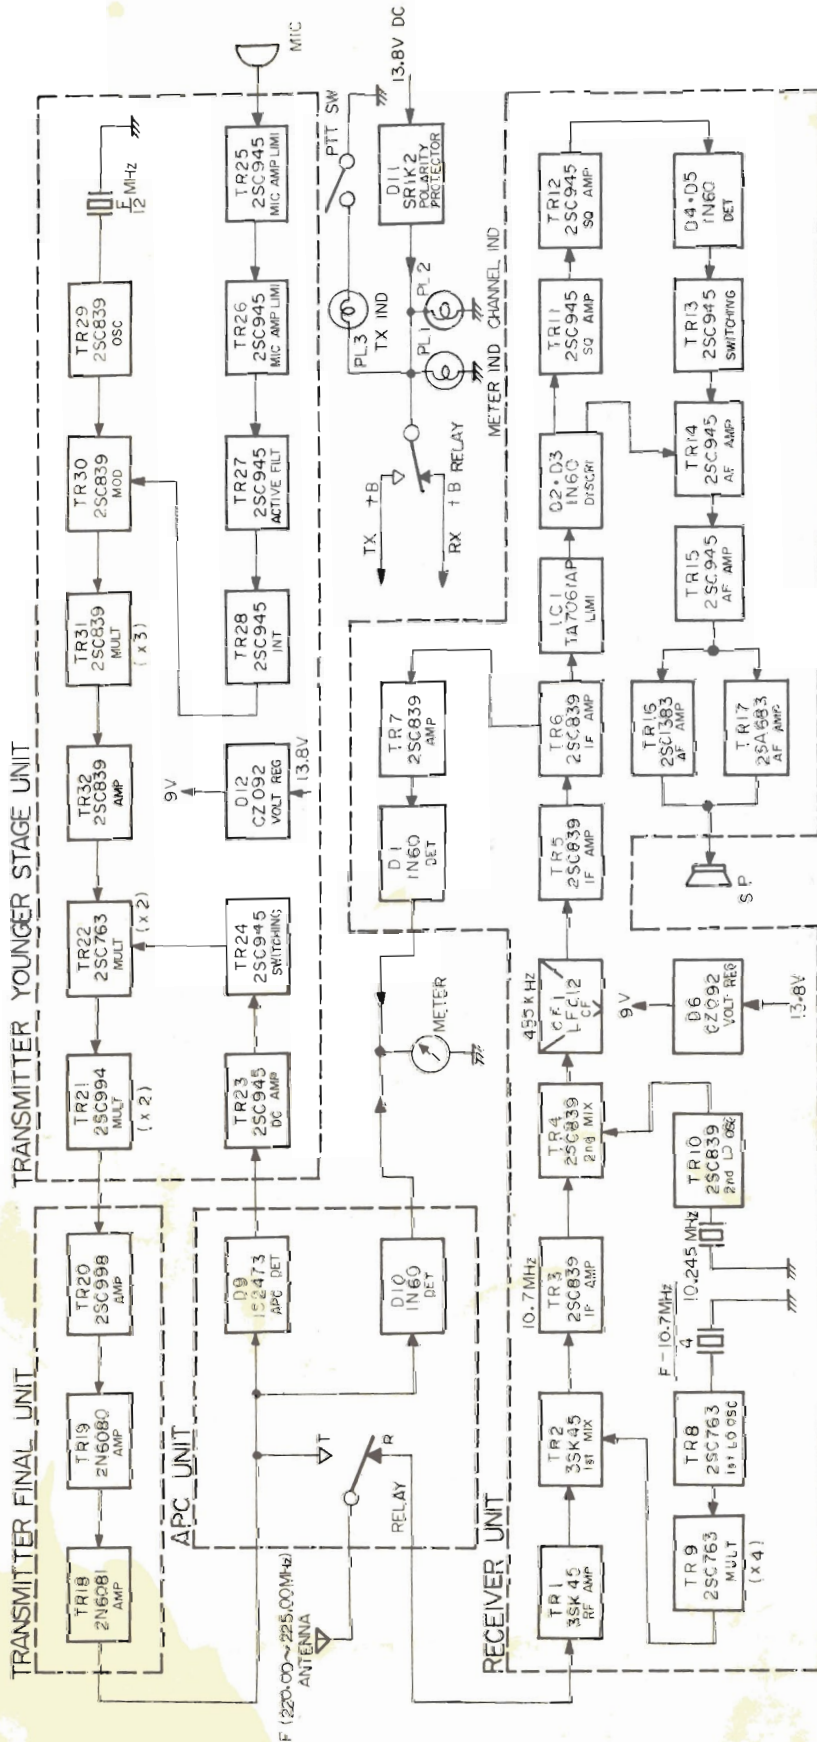 TRANSMITTER FINAL UNIT
TR18
2N6081
AMP
TR19
2N6080
AMP
TR20
2SC998
AMP
TRANSMITTER YOUNGER STAGE UNIT
TR21
2SC994
MULT
(x2)
TR22
2SC763
MULT
(x2)
TR32
2SC839
AMP
TR31
2SC839
MULT
(x3)
TR30
2SC839
MOD
TR29
2SC839
OSC
F
12
MHz
TR23
2SC945
DC AMP
TR24
2SC945
SWITCHING
9V
D12
CZ092
VOLT REG
13.8V
TR28
2SC945
INT
TR27
2SC945
ACTIVE FILT
TR26
2SC945
MIC AMP LIMI
TR25
2SC945
MIC AMP LIMI
MIC
APC UNIT
D9
1S2473
APC DET
D10
1N60
DET
T
R
RELAY
F (220.00~225.00MHz)
ANTENNA
METER
TX
+B
RX
+B
RELAY
PL3
TX IND
PTT SW
PL1
PL2
METER IND
CHANNEL IND
D11
SR1K2
POLARITY
PROTECTOR
13.8V DC
RECEIVER UNIT
D1
1N60
DET
TR7
2SC839
AMP
TR1
3SK45
RF AMP
TR2
3SK45
1st MIX
10.7MHz
TR3
2SC839
IF AMP
TR4
2SC839
2nd MIX
455KHz
CF1
LFC12
CF
TR5
2SC839
IF AMP
TR6
2SC839
IF AMP
IC1
TA7061AP
LIMI
D2·D3
1N60
DISCRI
TR11
2SC945
SQ AMP
TR12
2SC945
SQ AMP
TR9
2SC763
MULT
(x4)
TR8
2SC763
1st LO OSC
F-10.7MHz
4
10.245MHz
TR10
2SC839
2nd LO OSC
9V
D6
CZ092
VOLT REG
13.8V
SP
TR16
2SC1383
AF AMP
TR17
2SA683
AF AMP
TR15
2SC945
AF AMP
TR14
2SC945
AF AMP
TR13
2SC945
SWITCHING
D4·D5
1N60
DET